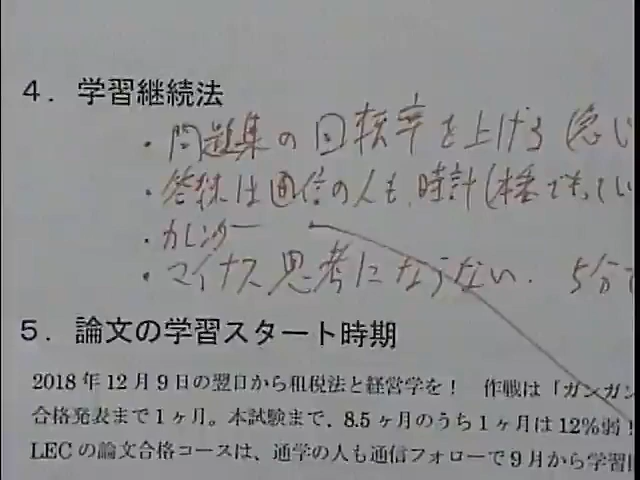 4．学習継続法
・問題集の回転率を上げる(
・答練は通信の人も、時計(本
・カレンダー
・マイナス思考にならない. 5分
5．論文の学習スタート時期
2018年12月9日の翌日から租税法と経営学を！　作戦は「ガンガン
合格発表まで1ヶ月。本試験まで、8.5ヶ月のうち1ヶ月は12%弱！
LECの論文合格コースは、通学の人も通信フォローで9月から学習